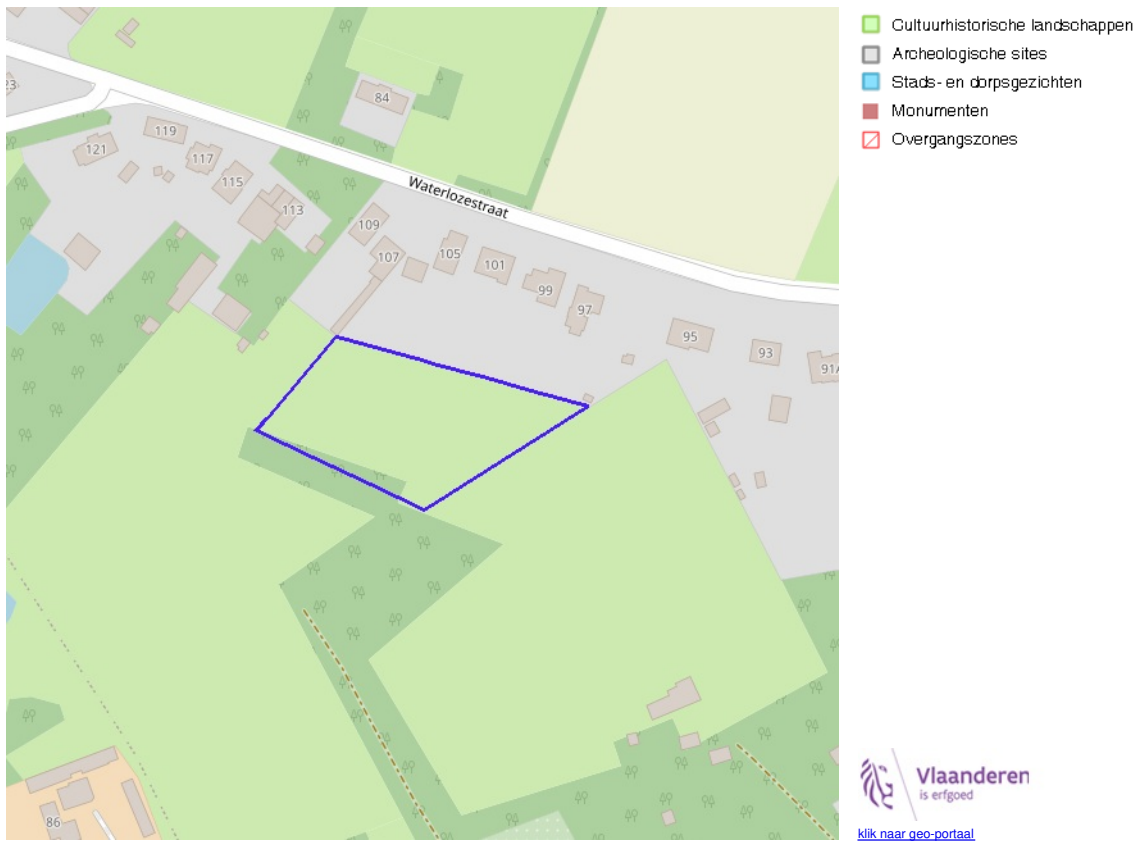 Cultuurhistorische landschappen
Archeologische sites
Stads- en dorpsgezichten
Monumenten
Overgangszones
84
23
119
121
117
115
113
Waterlozestraat
109
107
105
101
99
97
95
93
91A
86
Vlaanderen
is erfgoed
klik naar geo-portaal